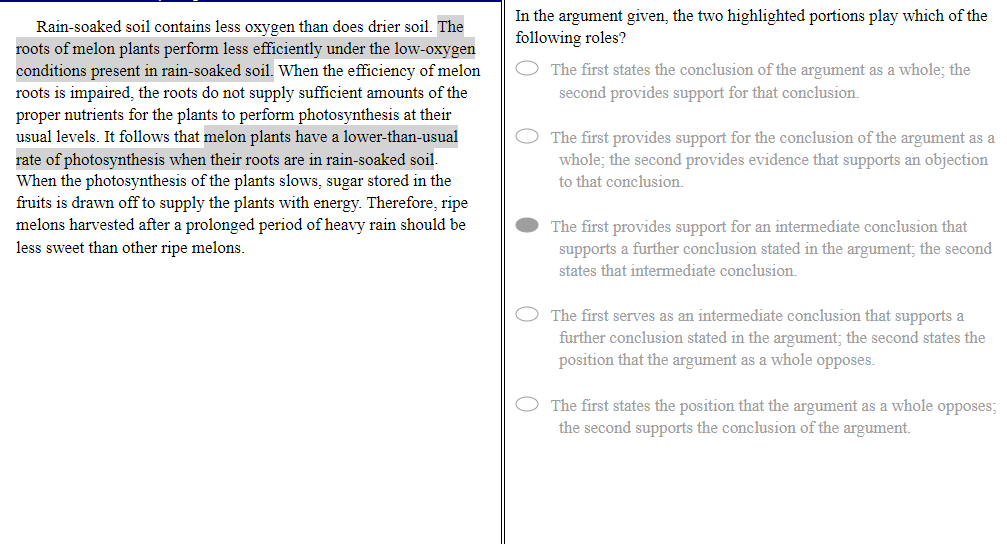 Rain-soaked soil contains less oxygen than does drier soil. The
roots of melon plants perform less efficiently under the low-oxygen
conditions present in rain-soaked soil. When the efficiency of melon
roots is impaired, the roots do not supply sufficient amounts of the
proper nutrients for the plants to perform photosynthesis at their
usual levels. It follows that melon plants have a lower-than-usual
rate of photosynthesis when their roots are in rain-soaked soil.
When the photosynthesis of the plants slows, sugar stored in the
fruits is drawn off to supply the plants with energy. Therefore, ripe
melons harvested after a prolonged period of heavy rain should be
less sweet than other ripe melons.
In the argument given, the two highlighted portions play which of the
following roles?
The first states the conclusion of the argument as a whole; the
second provides support for that conclusion.
The first provides support for the conclusion of the argument as a
whole; the second provides evidence that supports an objection
to that conclusion.
The first provides support for an intermediate conclusion that
supports a further conclusion stated in the argument; the second
states that intermediate conclusion.
The first serves as an intermediate conclusion that supports a
further conclusion stated in the argument; the second states the
position that the argument as a whole opposes.
The first states the position that the argument as a whole opposes;
the second supports the conclusion of the argument.